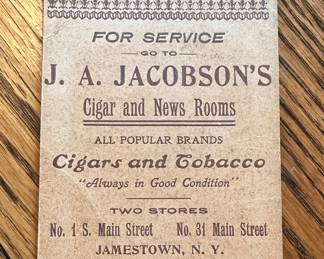 FOR SERVICE
GO TO
J. A. JACOBSON'S
Cigar and News Rooms
ALL POPULAR BRANDS
Cigars and Tobacco
"Always in Good Condition"
TWO STORES
No. 1 S. Main Street No. 31 Main Street
JAMESTOWN, N. Y.